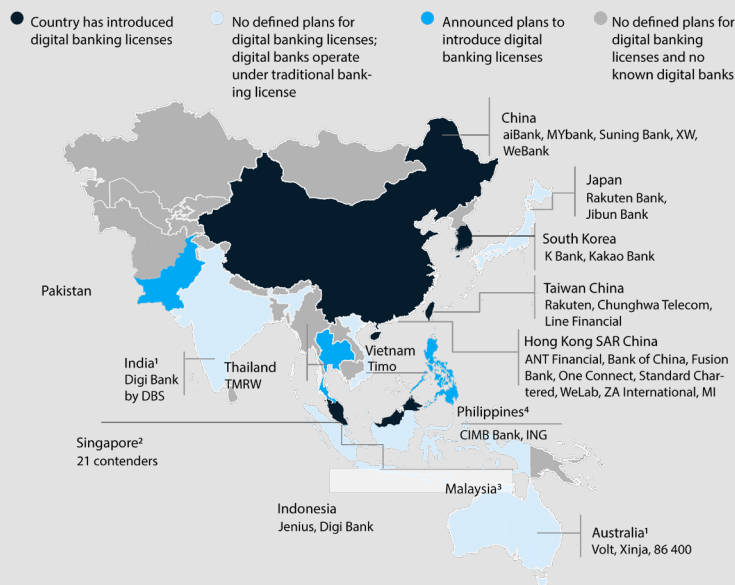 Country has introduced
digital banking licenses
No defined plans for
digital banking licenses;
digital banks operate
under traditional bank-
ing license
Announced plans to
introduce digital
banking licenses
No defined plans for
digital banking
licenses and no
known digital banks
China
aiBank, MYbank, Suning Bank, XW,
WeBank
Japan
Rakuten Bank,
Jibun Bank
South Korea
K Bank, Kakao Bank
Pakistan
Taiwan China
Rakuten, Chunghwa Telecom,
Line Financial
Hong Kong SAR China
ANT Financial, Bank of China, Fusion
Bank, One Connect, Standard Char-
tered, WeLab, ZA International, MI
India¹
Digi Bank
by DBS
Thailand
TMRW
Vietnam
Timo
Philippines⁴
CIMB Bank, ING
Singapore²
21 contenders
Malaysia³
Indonesia
Jenius, Digi Bank
Australia¹
Volt, Xinja, 86 400